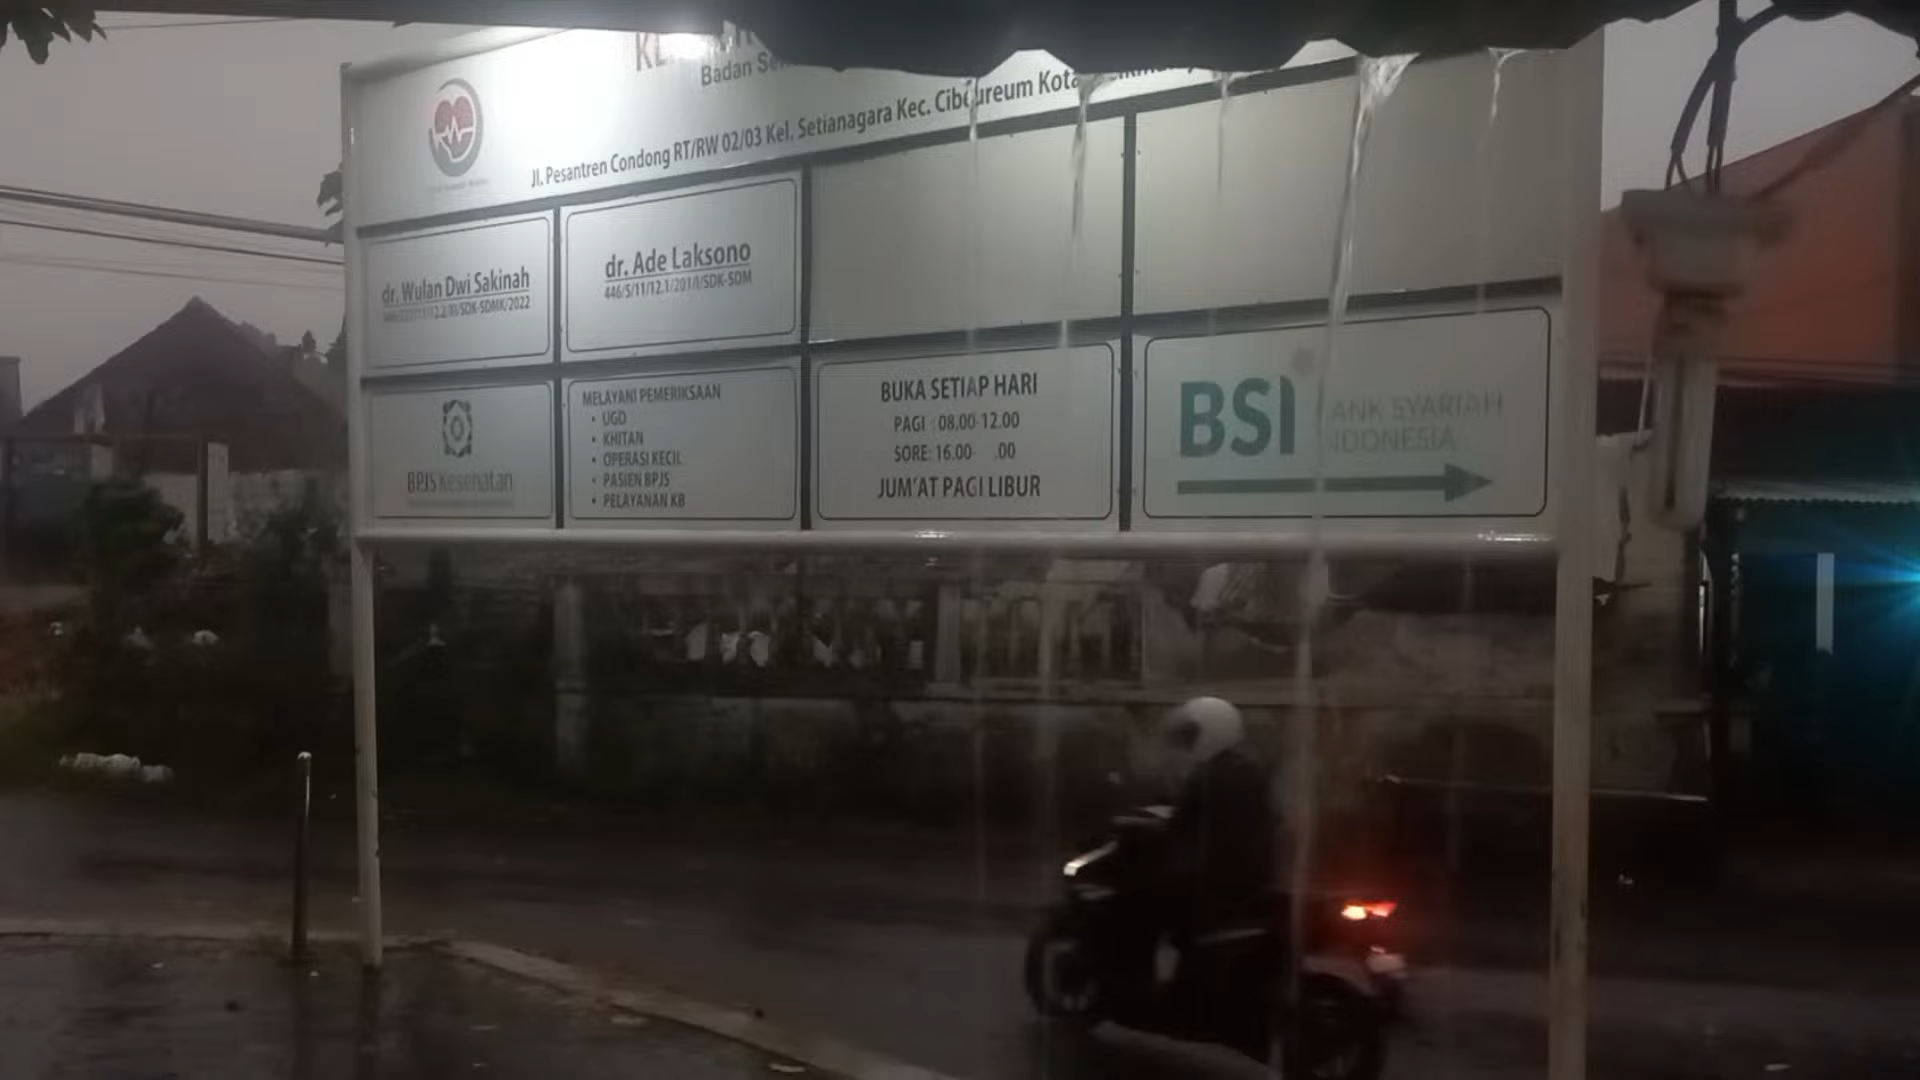 Badan
Jl. Pesantren Condong RT/RW 02/03 Kel. Setianagara Kec. Cibeureum Kota
dr. Wulan Dwi Sakinah
dr. Ade Laksono
446/5/11/12.1/201/I/SDK-SDM
BPJS Kesehatan
MELAYANI PEMERIKSAAN
• UGD
• KHITAN
• OPERASI KECIL
• PASIEN BPJS
• PELAYANAN KB
BUKA SETIAP HARI
PAGI : 08.00-12.00
SORE: 16.00 .00
JUM'AT PAGI LIBUR
BSI
BANK SYARIAH
INDONESIA